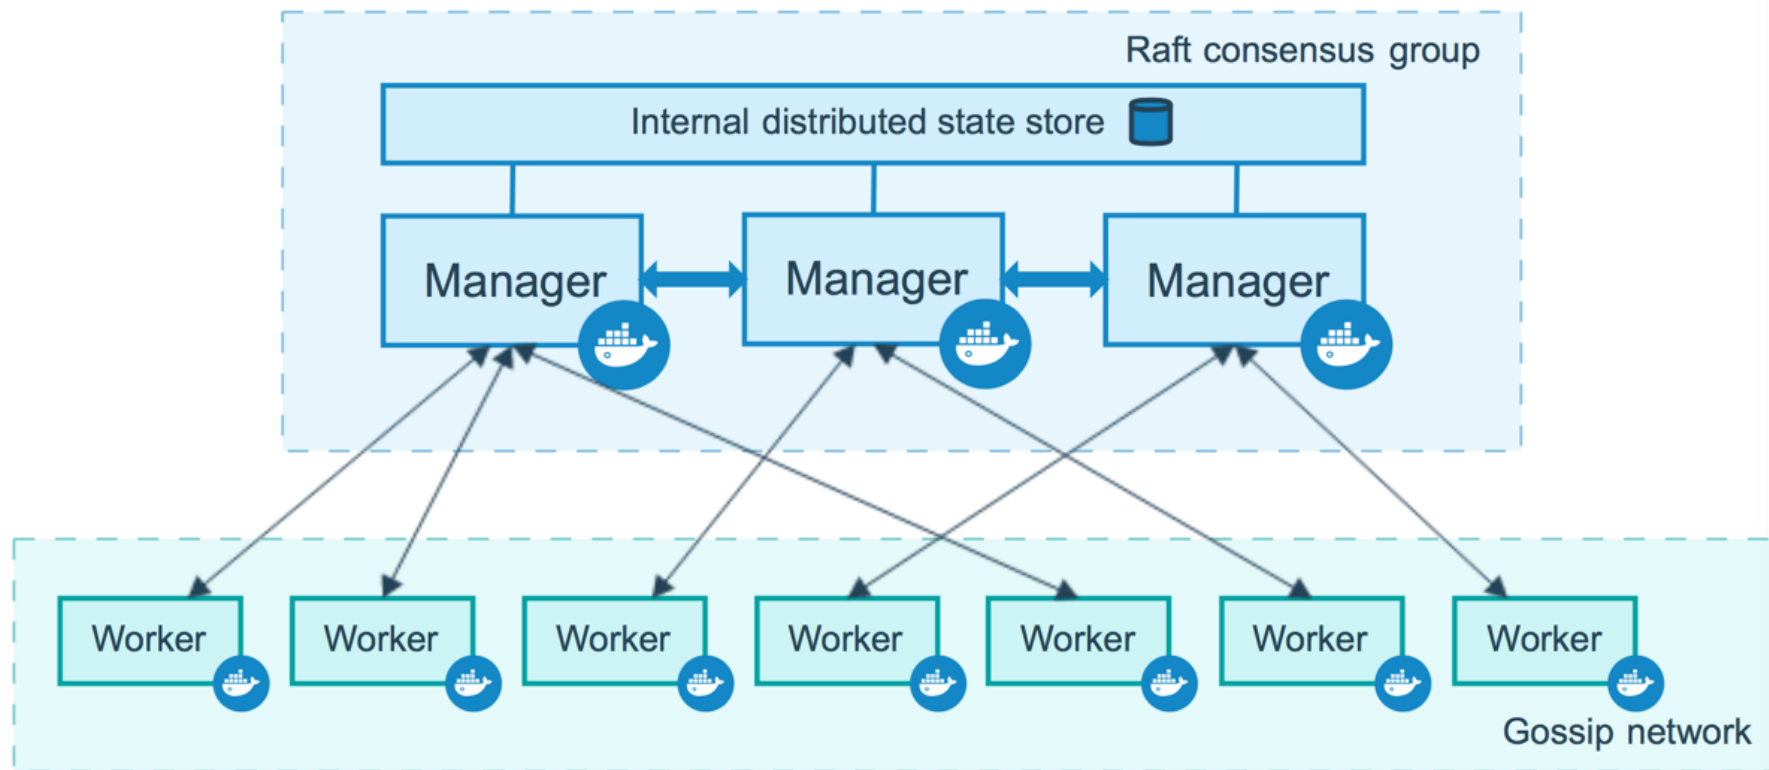 Raft consensus group
Internal distributed state store
Manager
Manager
Manager
Worker
Worker
Worker
Worker
Worker
Worker
Worker
Gossip network